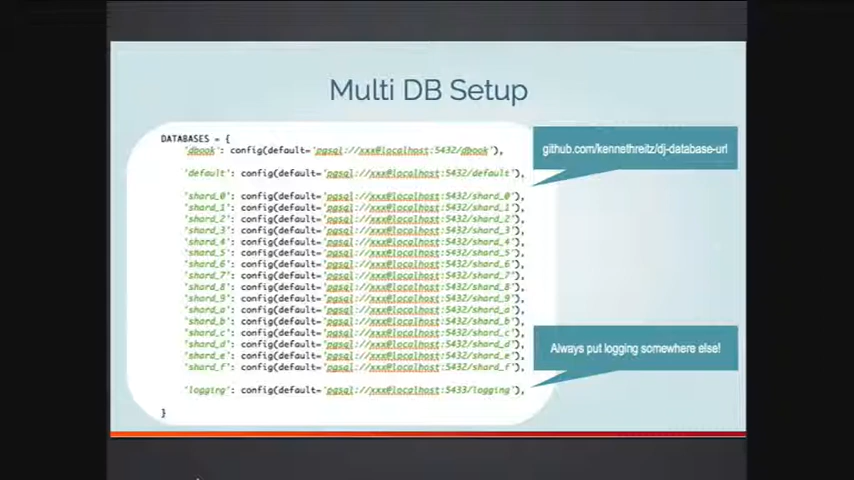 Multi DB Setup
DATABASES = {
'dbook': config(default='pgsql://xxx@localhost:5432/dbook'),
github.com/kennethreitz/dj-database-url
'default': config(default='pgsql://xxx@localhost:5432/default'),
'shard_0': config(default='pgsql://xxx@localhost:5432/shard_0'),
'shard_1': config(default='pgsql://xxx@localhost:5432/shard_1'),
'shard_2': config(default='pgsql://xxx@localhost:5432/shard_2'),
'shard_3': config(default='pgsql://xxx@localhost:5432/shard_3'),
'shard_4': config(default='pgsql://xxx@localhost:5432/shard_4'),
'shard_5': config(default='pgsql://xxx@localhost:5432/shard_5'),
'shard_6': config(default='pgsql://xxx@localhost:5432/shard_6'),
'shard_7': config(default='pgsql://xxx@localhost:5432/shard_7'),
'shard_8': config(default='pgsql://xxx@localhost:5432/shard_8'),
'shard_9': config(default='pgsql://xxx@localhost:5432/shard_9'),
'shard_a': config(default='pgsql://xxx@localhost:5432/shard_a'),
'shard_b': config(default='pgsql://xxx@localhost:5432/shard_b'),
'shard_c': config(default='pgsql://xxx@localhost:5432/shard_c'),
'shard_d': config(default='pgsql://xxx@localhost:5432/shard_d'),
'shard_e': config(default='pgsql://xxx@localhost:5432/shard_e'),
'shard_f': config(default='pgsql://xxx@localhost:5432/shard_f'),
Always put logging somewhere else!
'logging': config(default='pgsql://xxx@localhost:5433/logging'),
}